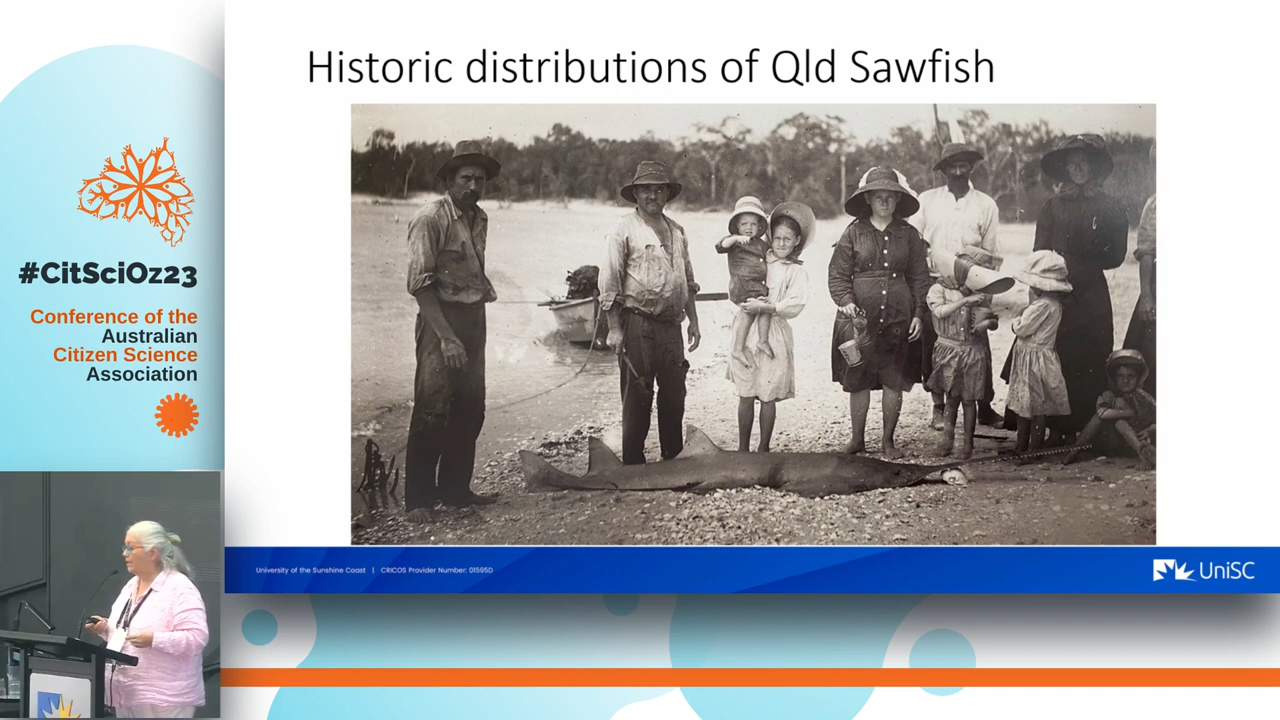 Historic distributions of Qld Sawfish
#CitSciOz23
Conference of the
Australian
Citizen Science
Association
University of the Sunshine Coast | CRICOS Provider Number: 01595D
UniSC